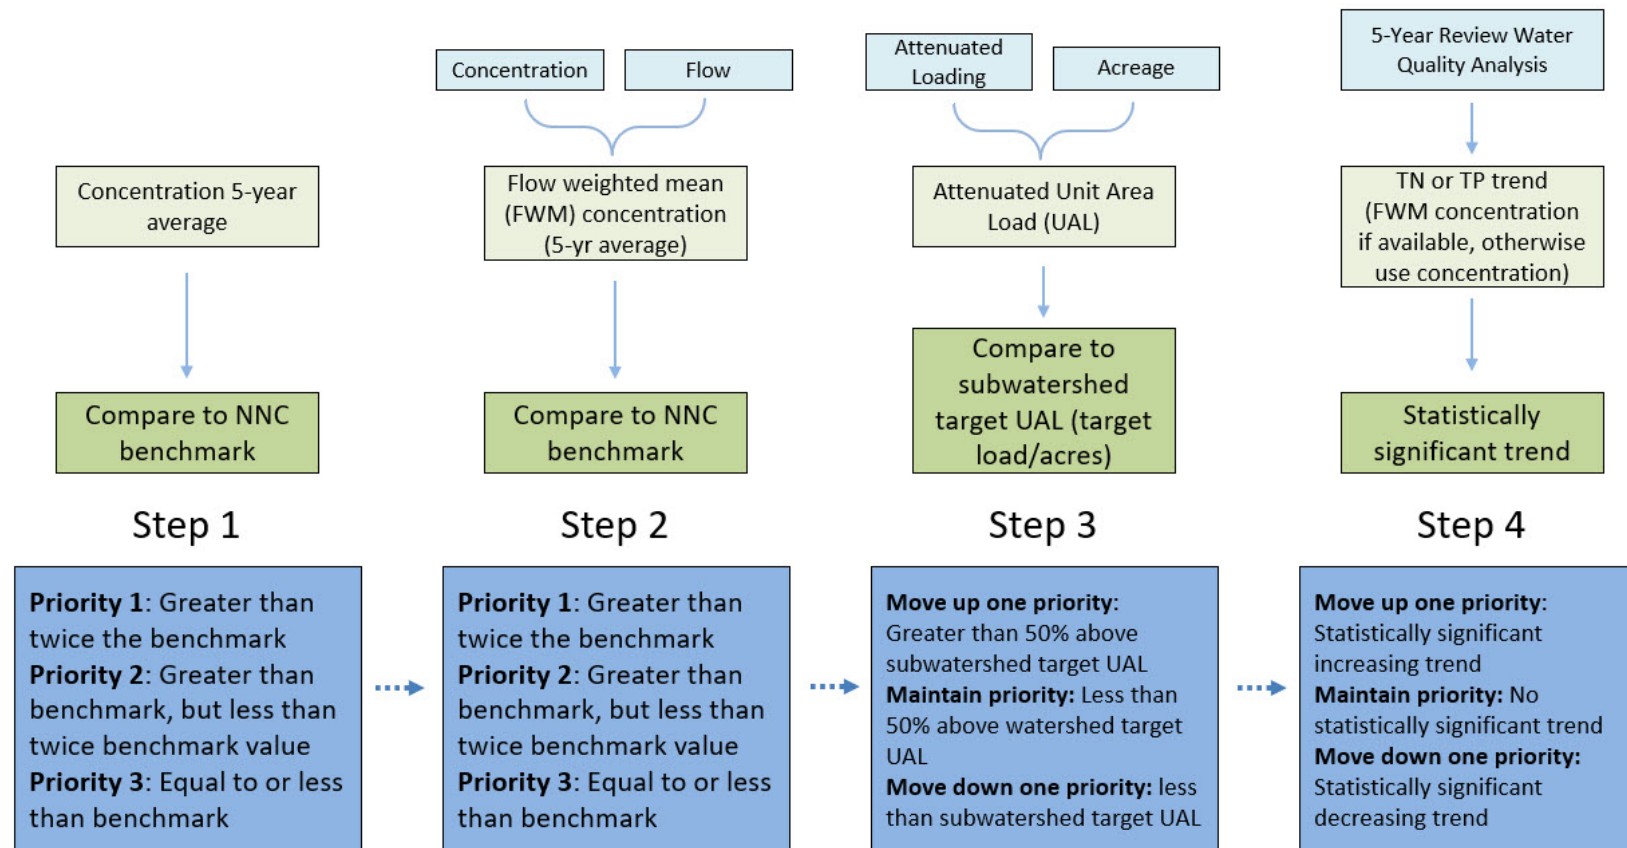 Concentration 5-year
average
Compare to NNC
benchmark
Step 1
Priority 1: Greater than
twice the benchmark
Priority 2: Greater than
benchmark, but less than
twice benchmark value
Priority 3: Equal to or less
than benchmark
Concentration
Flow
Flow weighted mean
(FWM) concentration
(5-yr average)
Compare to NNC
benchmark
Step 2
Priority 1: Greater than
twice the benchmark
Priority 2: Greater than
benchmark, but less than
twice benchmark value
Priority 3: Equal to or less
than benchmark
Attenuated
Loading
Acreage
Attenuated Unit Area
Load (UAL)
Compare to
subwatershed
target UAL (target
load/acres)
Step 3
Move up one priority:
Greater than 50% above
subwatershed target UAL
Maintain priority: Less than
50% above watershed target
UAL
Move down one priority: less
than subwatershed target UAL
5-Year Review Water
Quality Analysis
TN or TP trend
(FWM concentration
if available, otherwise
use concentration)
Statistically
significant trend
Step 4
Move up one priority:
Statistically significant
increasing trend
Maintain priority: No
statistically significant trend
Move down one priority:
Statistically significant
decreasing trend